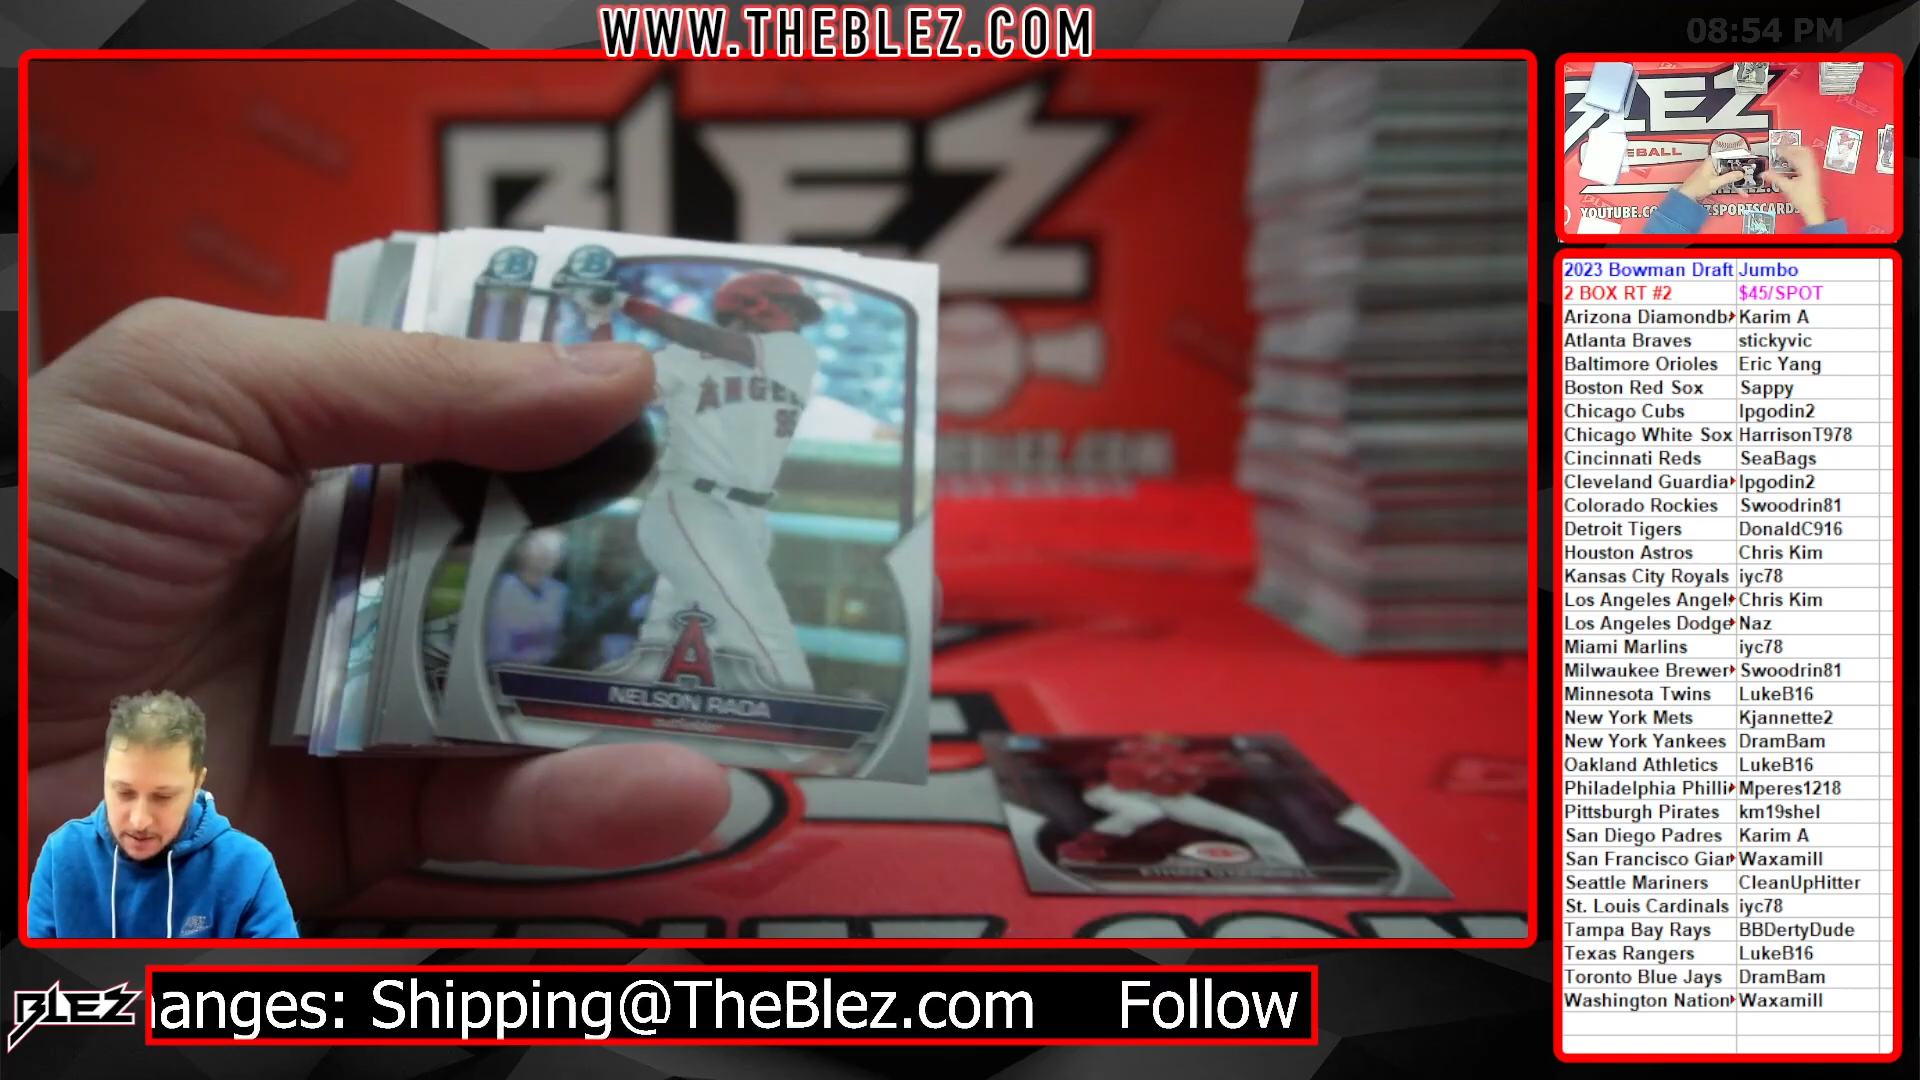 WWW.THEBLEZ.COM
08:54 PM
BLEZ
ANGE
NELSON RADA
A
BLEZ
anges: Shipping@TheBlez.com Follow
2023 Bowman Draft Jumbo
2 BOX RT #2 $45/SPOT
Arizona Diamondb Karim A
Atlanta Braves stickyvic
Baltimore Orioles Eric Yang
Boston Red Sox Sappy
Chicago Cubs lpgodin2
Chicago White Sox HarrisonT978
Cincinnati Reds SeaBags
Cleveland Guardia lpgodin2
Colorado Rockies Swoodrin81
Detroit Tigers DonaldC916
Houston Astros Chris Kim
Kansas City Royals iyc78
Los Angeles Angel Chris Kim
Los Angeles Dodge Naz
Miami Marlins iyc78
Milwaukee Brewer Swoodrin81
Minnesota Twins LukeB16
New York Mets Kjannette2
New York Yankees DramBam
Oakland Athletics LukeB16
Philadelphia Philli Mperes1218
Pittsburgh Pirates km19shel
San Diego Padres Karim A
San Francisco Gian Waxamill
Seattle Mariners CleanUpHitter
St. Louis Cardinals iyc78
Tampa Bay Rays BBDertyDude
Texas Rangers LukeB16
Toronto Blue Jays DramBam
Washington Nation Waxamill